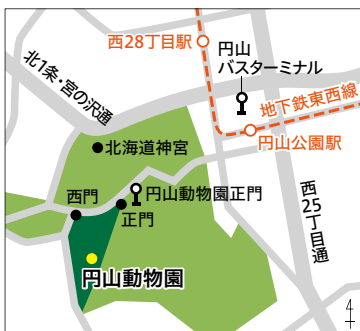 西28丁目駅
円山
バスターミナル
北1条・宮の沢通
地下鉄東西線
円山公園駅
北海道神宮
西25丁目通
円山動物園正門
西門
正門
円山動物園
4